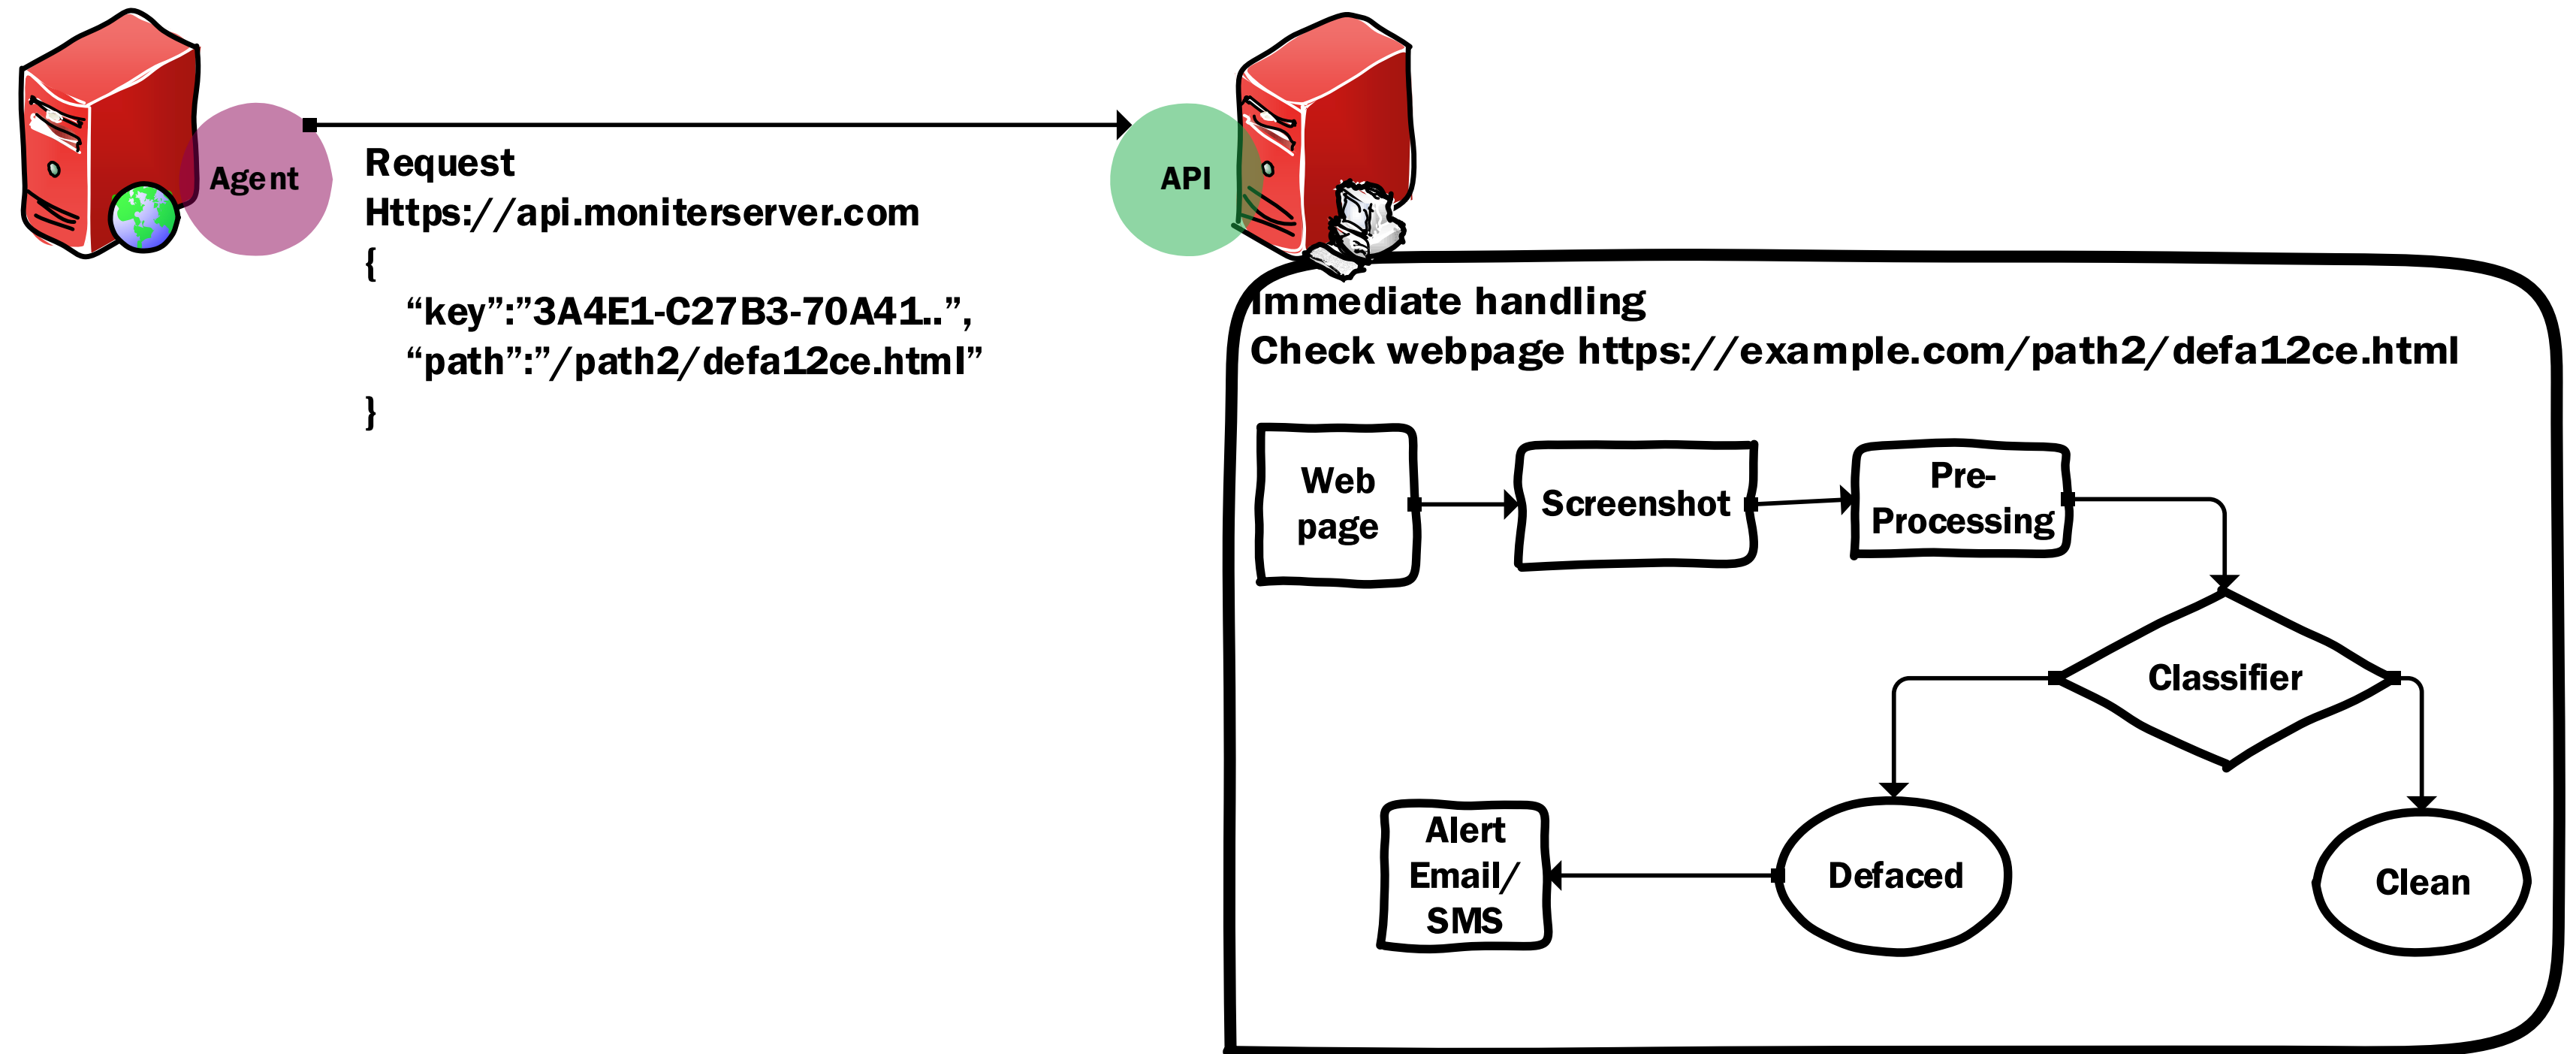 Agent
Request
Https://api.moniterserver.com
{
“key”:”3A4E1-C27B3-70A41..”,
“path”:”/path2/defa12ce.html”
}
API
Immediate handling
Check webpage https://example.com/path2/defa12ce.html
Web
page
Screenshot
Pre-
Processing
Classifier
Alert
Email/
SMS
Defaced
Clean